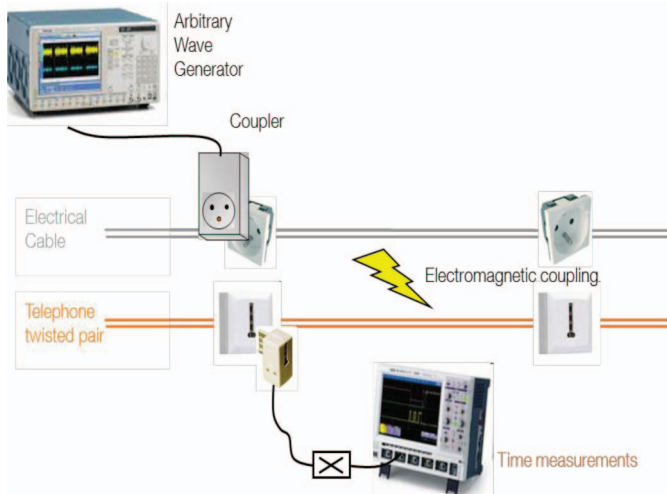 Arbitrary
Wave
Generator
Coupler
Electrical
Cable
Electromagnetic coupling.
Telephone
twisted pair
Time measurements